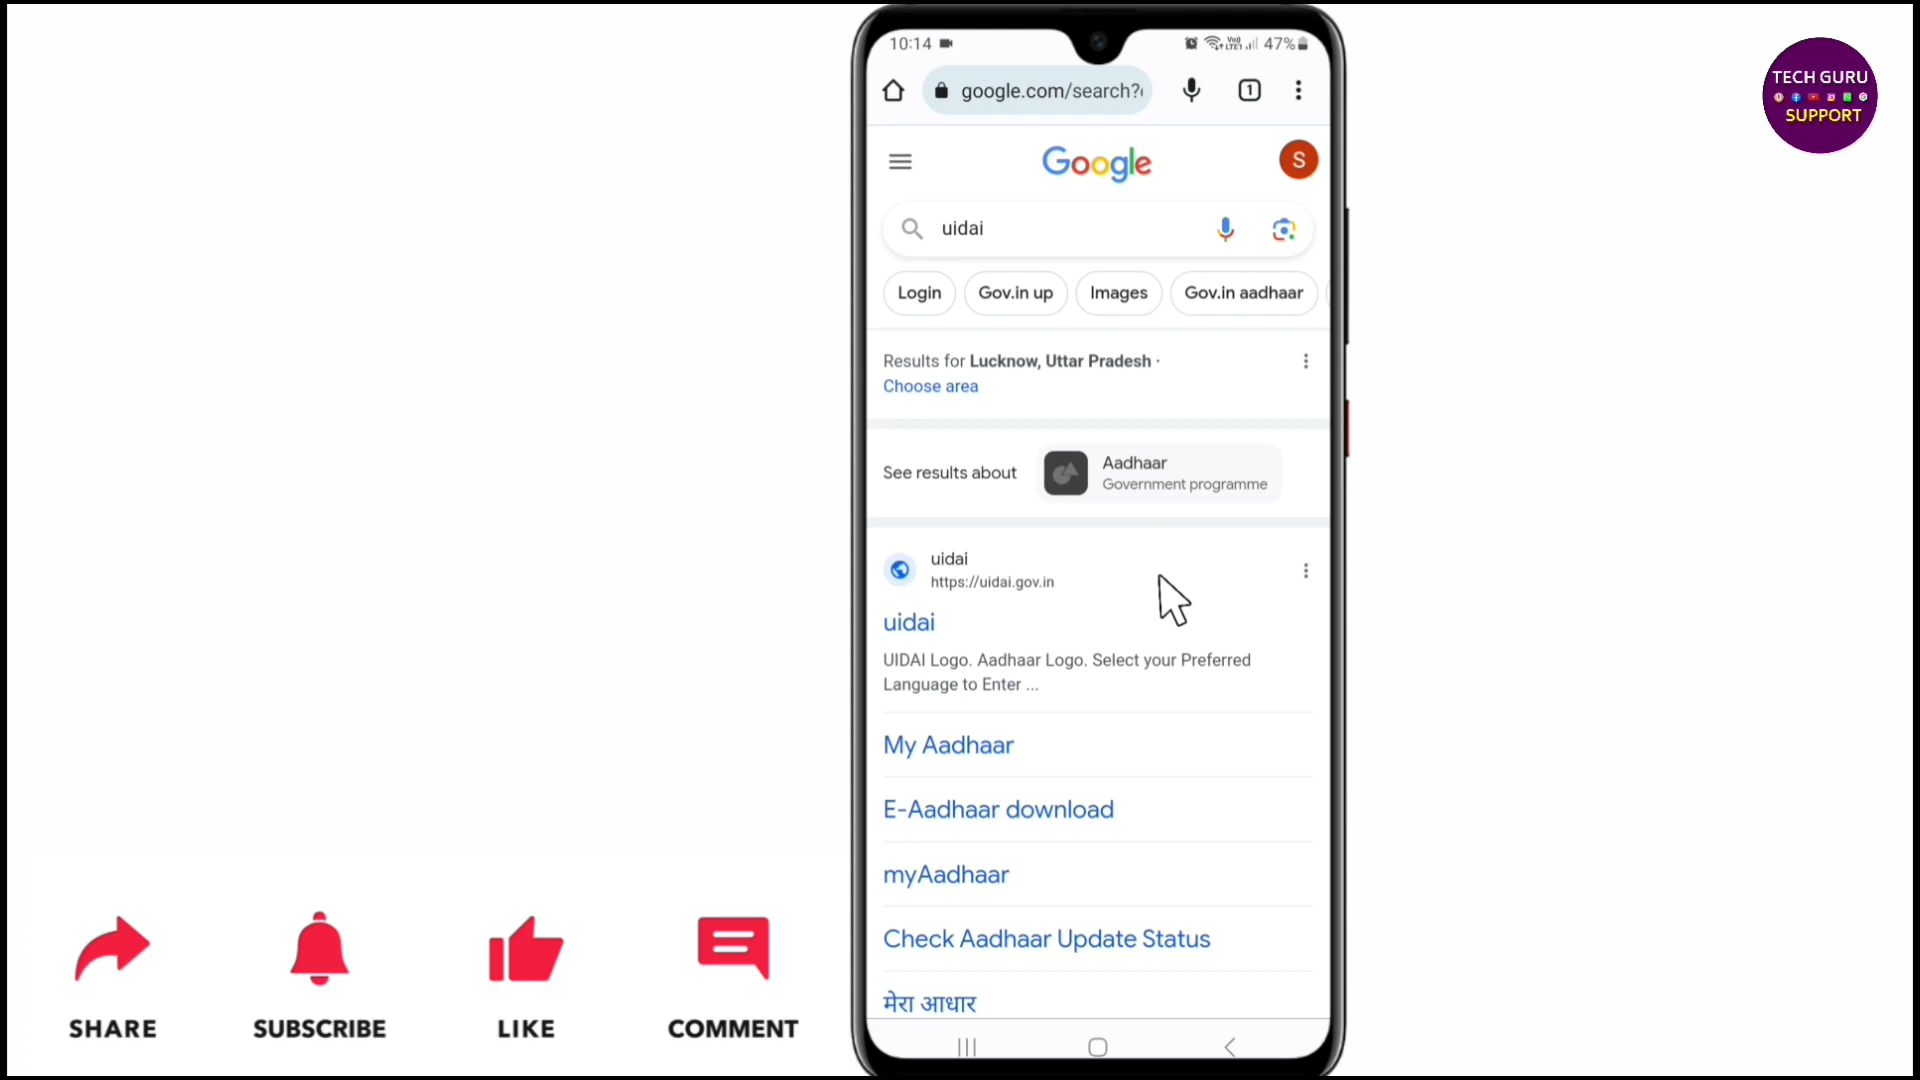 10:14
Vo)
LTE1
47%
google.com/search?
1
TECH GURU
SUPPORT
Google
S
uidai
Login
Gov.in up
Images
Gov.in aadhaar
Results for Lucknow, Uttar Pradesh ·
Choose area
See results about
Aadhaar
Government programme
uidai
https://uidai.gov.in
uidai
UIDAI Logo. Aadhaar Logo. Select your Preferred
Language to Enter ...
My Aadhaar
E-Aadhaar download
myAadhaar
Check Aadhaar Update Status
मेरा आधार
SHARE
SUBSCRIBE
LIKE
COMMENT